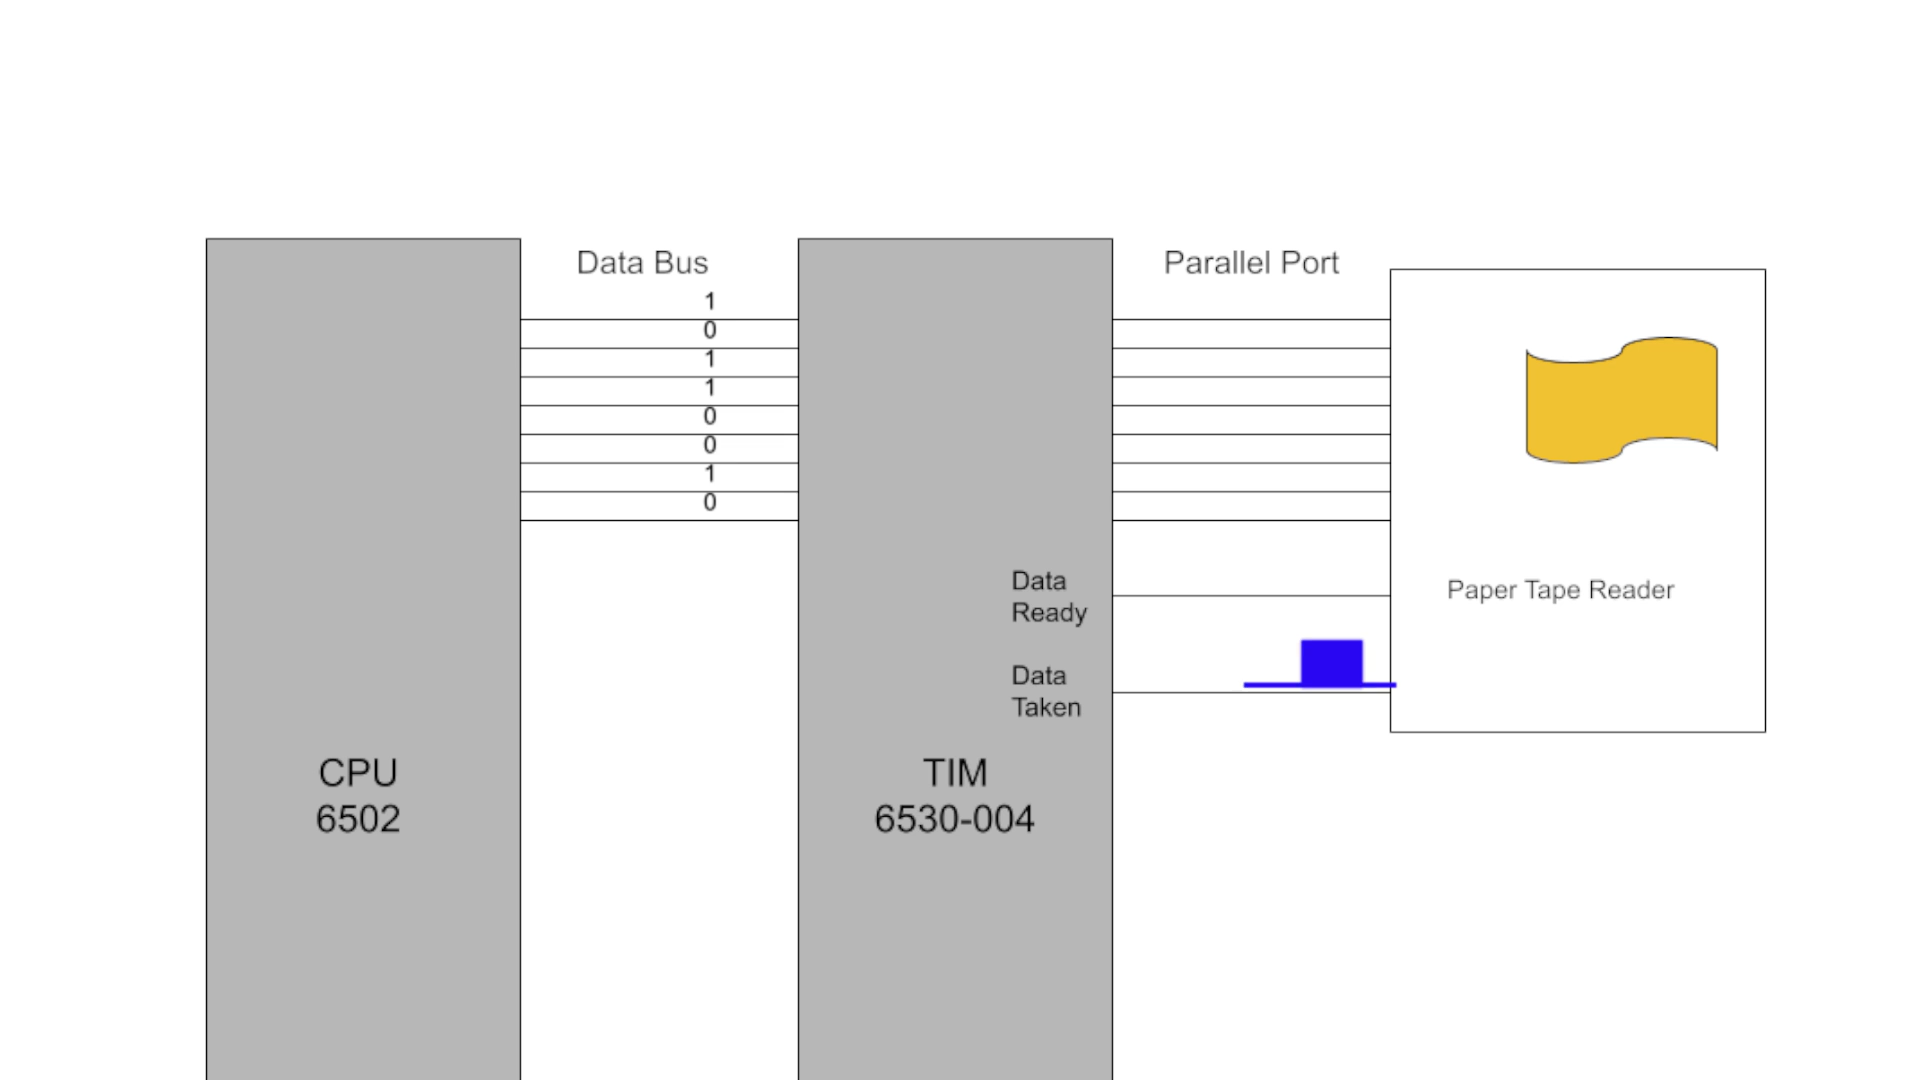 Data Bus
Parallel Port
1
0
1
1
0
0
1
0
Data
Ready
Paper Tape Reader
Data
Taken
CPU
6502
TIM
6530-004